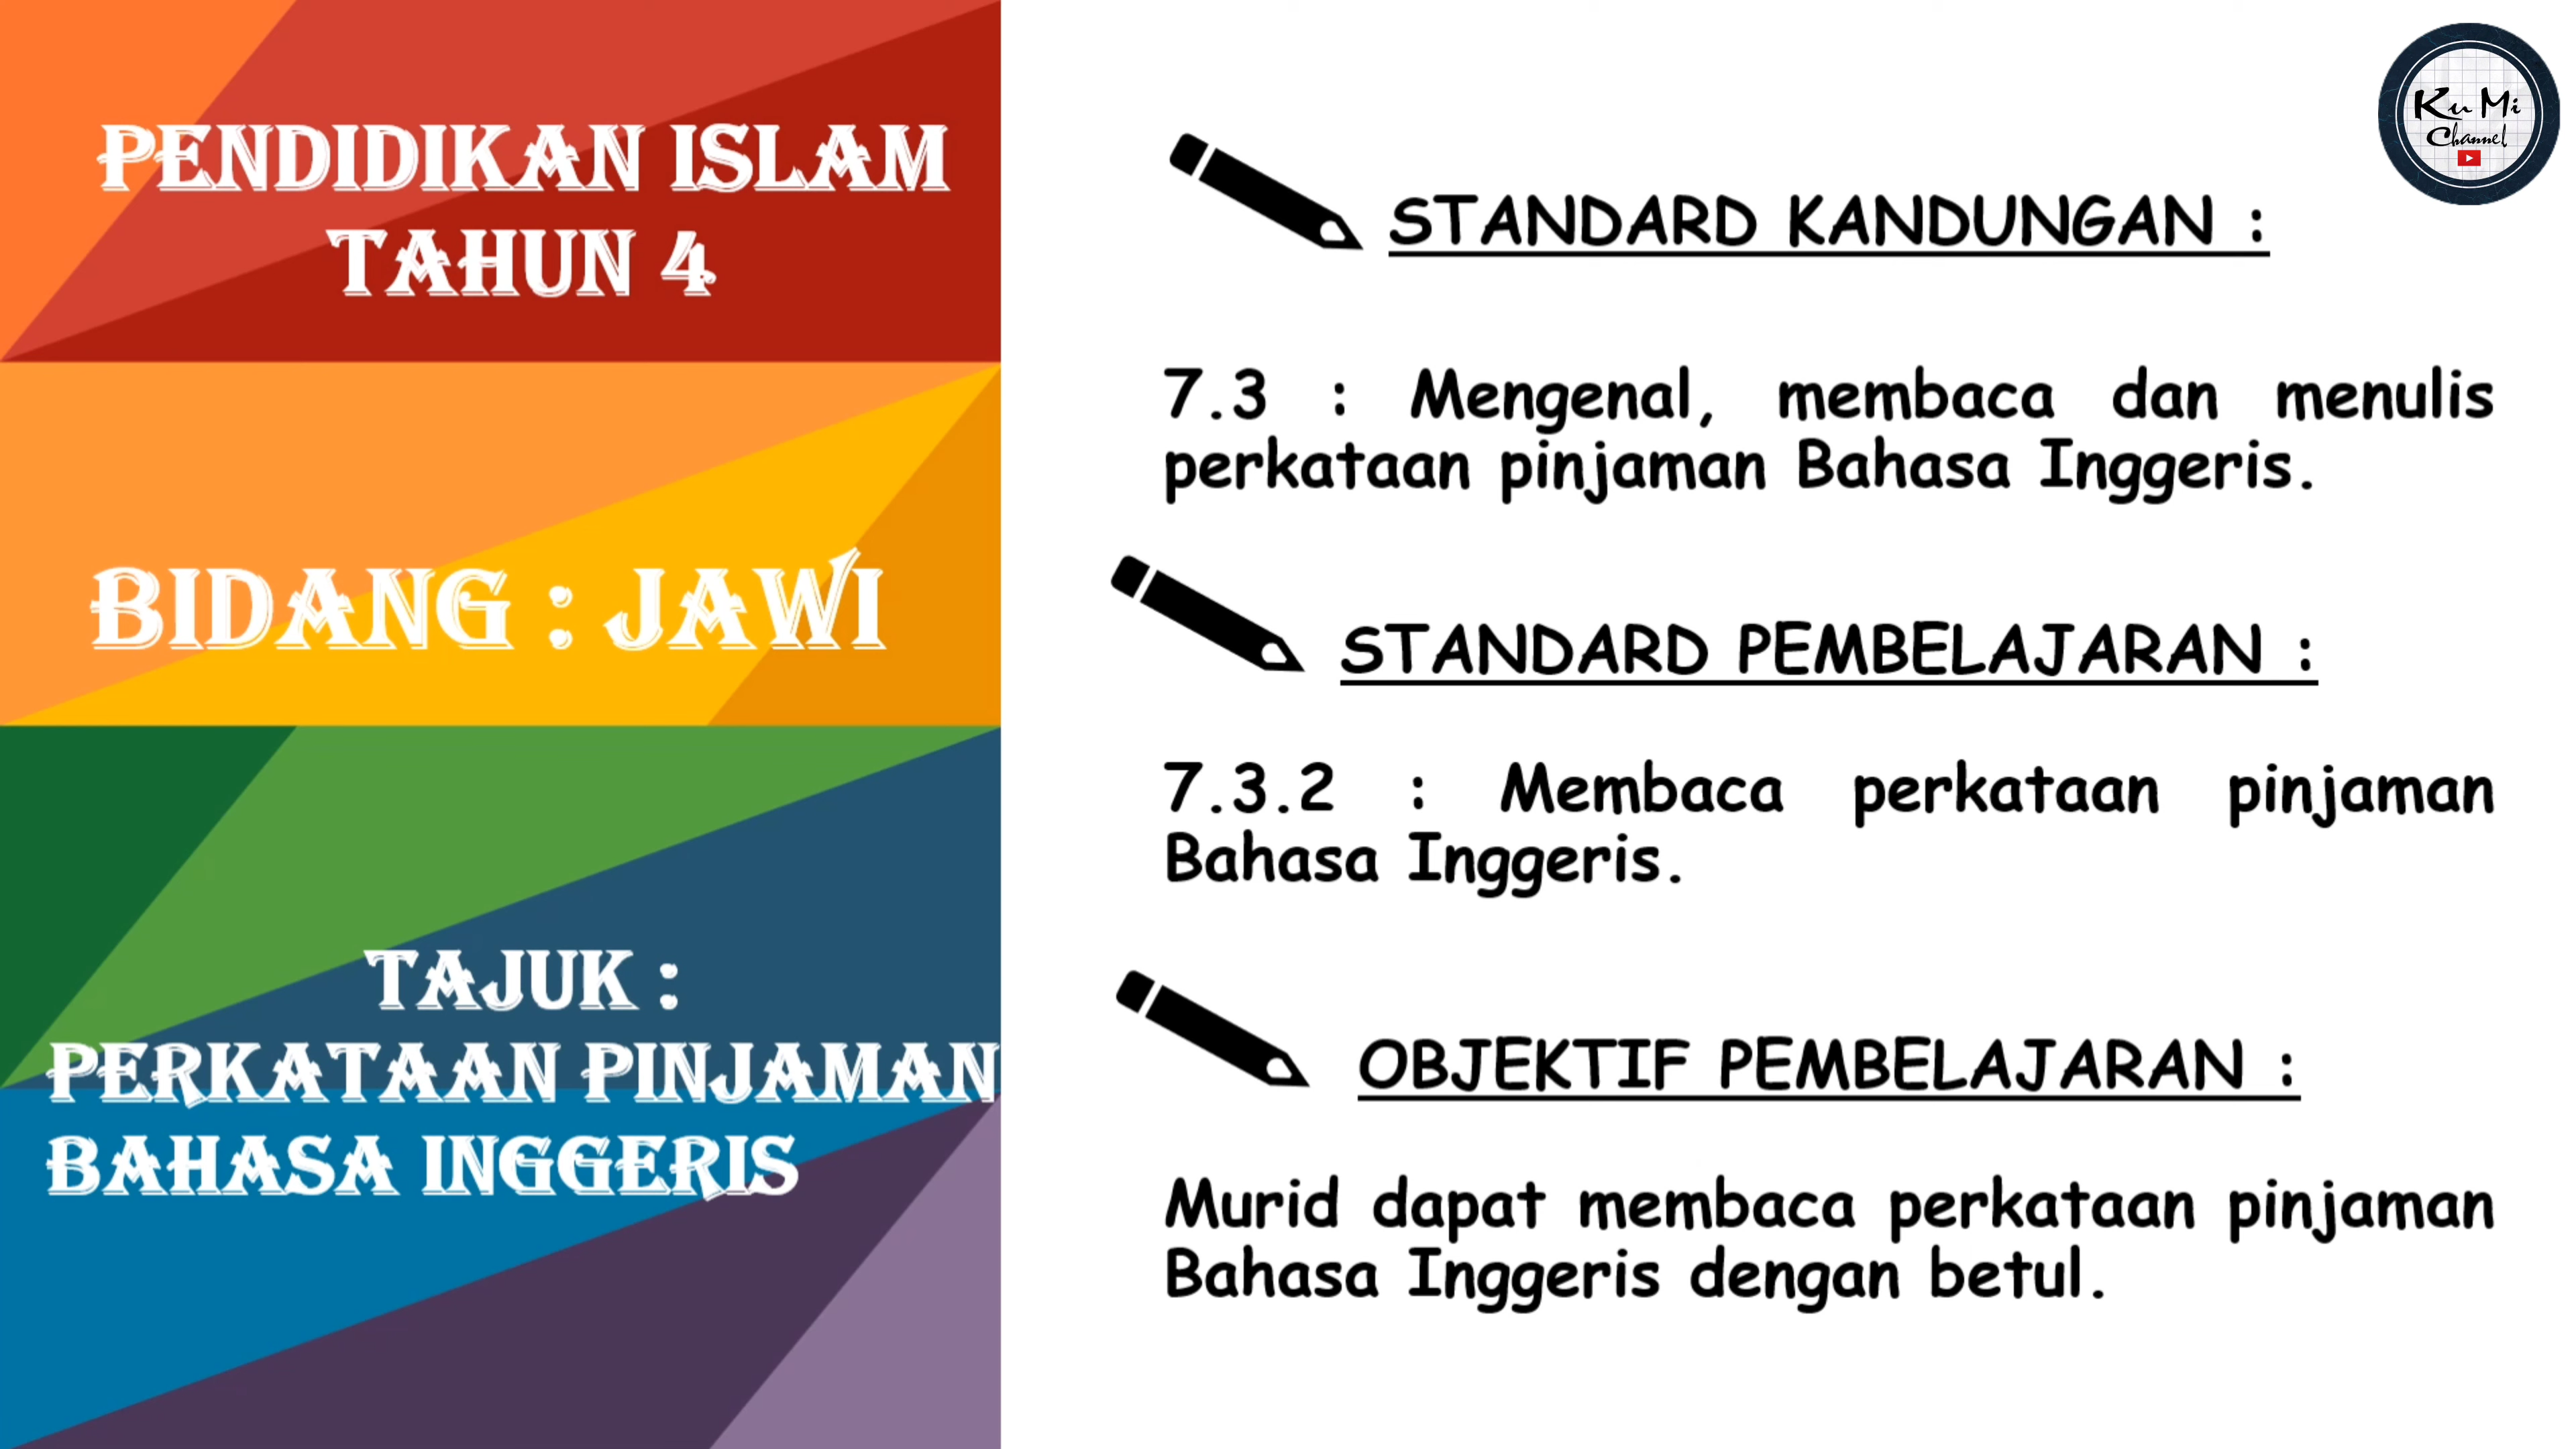 PENDIDIKAN ISLAM
TAHUN 4
BIDANG : JAWI
TAJUK :
PERKATAAN PINJAMAN
BAHASA INGGERIS
Ku Mi
Channel
STANDARD KANDUNGAN :
7.3 : Mengenal, membaca dan menulis
perkataan pinjaman Bahasa Inggeris.
STANDARD PEMBELAJARAN :
7.3.2 : Membaca perkataan pinjaman
Bahasa Inggeris.
OBJEKTIF PEMBELAJARAN :
Murid dapat membaca perkataan pinjaman
Bahasa Inggeris dengan betul.